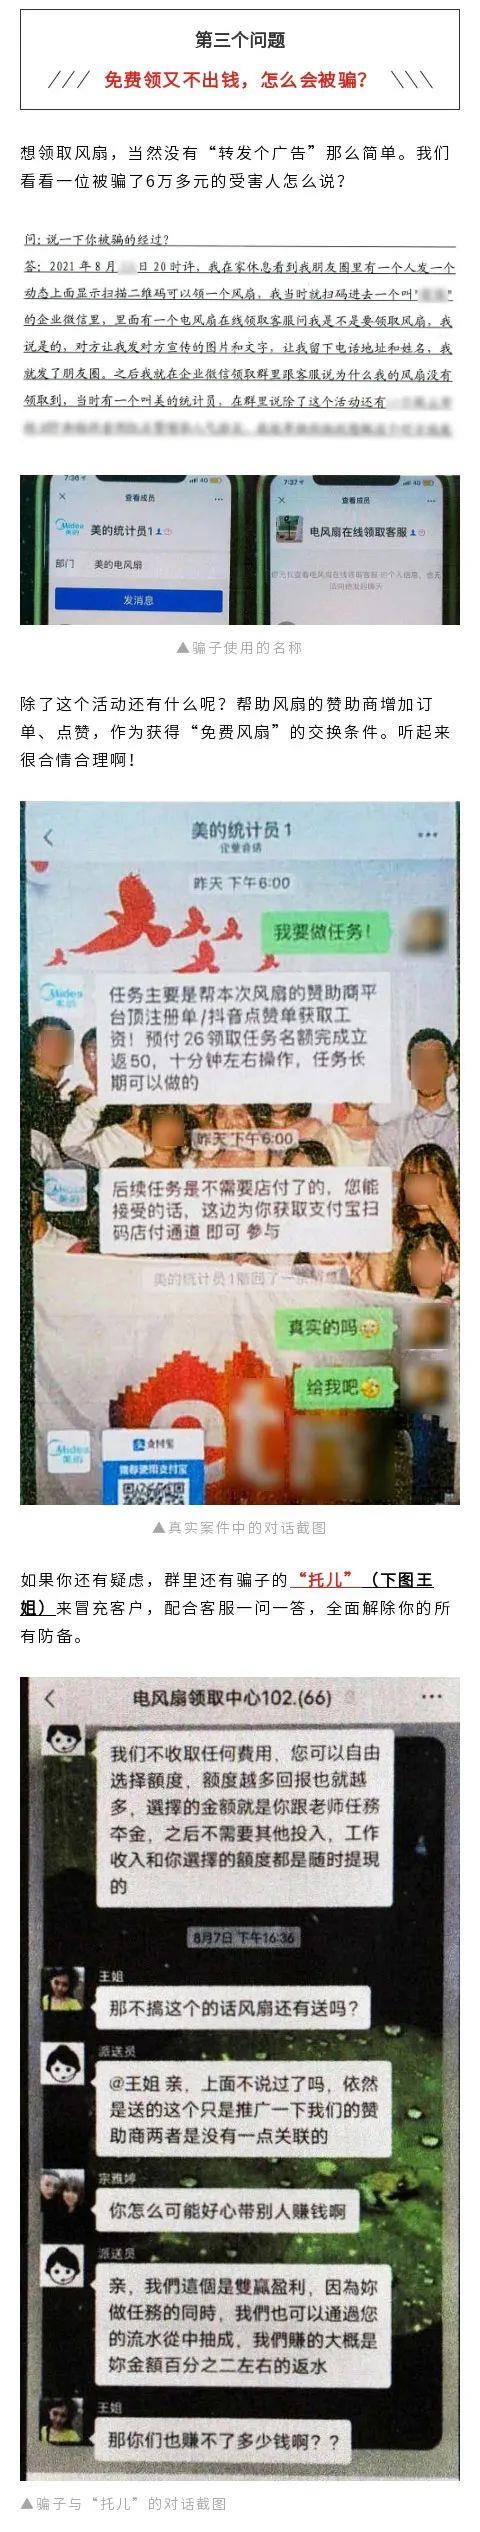 第三个问题
/// 免费领又不出钱，怎么会被骗？ \\\
想领取风扇，当然没有“转发个广告”那么简单。我们
看看一位被骗了6万多元的受害人怎么说？
问：说一下你被骗的经过？
答：2021年8月 日20时许，我在家休息看到我朋友圈里有一个人发一个
动态上面显示扫描二维码可以领一个风扇，我当时就扫码进去一个叫“ ”
的企业微信里，里面有一个电风扇在线领取客服问我是不是要领取风扇，我
说是的，对方让我发对方宣传的图片和文字，让我留下电话地址和姓名，我
就发了朋友圈。之后我就在企业微信领取群里跟客服说为什么我的风扇没有
领取到，当时有一个叫美的统计员，在群里说除了这个活动还有
7:36
4G
查看成员
Midea
美的
美的统计员1
部门 美的电风扇
发消息
7:37
4G
查看成员
电风扇在线领取客服
▲骗子使用的名称
除了这个活动还有什么呢？帮助风扇的赞助商增加订
单、点赞，作为获得“免费风扇”的交换条件。听起来
很合情合理啊！
美的统计员1
昨天 下午6:00
我要做任务！
Midea
美的
任务主要是帮本次风扇的赞助商平
台顶注册单/抖音点赞单获取工
资！预付26领取任务名额完成立
返50，十分钟左右操作，任务长
期可以做的
昨天 下午6:00
后续任务是不需要店付了的，您能
接受的话，这边为你获取支付宝扫
码店付通道 即可 参与
美的统计员1撤回了一条消息
真实的吗
给我吧
Midea
美的
支付宝
推荐使用支付宝
▲真实案件中的对话截图
如果你还有疑虑，群里还有骗子的“托儿”（下图王
姐）来冒充客户，配合客服一问一答，全面解除你的所
有防备。
电风扇领取中心102.(66)
我们不收取任何费用，您可以自由
选择额度，额度越多回报也就越
多，選擇的金额就是你跟老师任務
夲金，之后不需要其他投入，工作
收入和你選擇的額度都是随时提現
的
8月7日 下午16:36
王姐
那不搞这个的话风扇还有送吗？
派送员
@王姐 亲，上面不说过了吗，依然
是送的这个只是推广一下我们的赞
助商两者是没有一点关联的
宗雅婷
你怎么可能好心带别人赚钱啊
派送员
亲，我們這個是雙贏盈利，因為妳
做任務的同時，我們也可以通過您
的流水從中抽成，我們賺的大概是
妳金額百分之二左右的返水
王姐
那你们也赚不了多少钱啊？？
▲骗子与“托儿”的对话截图